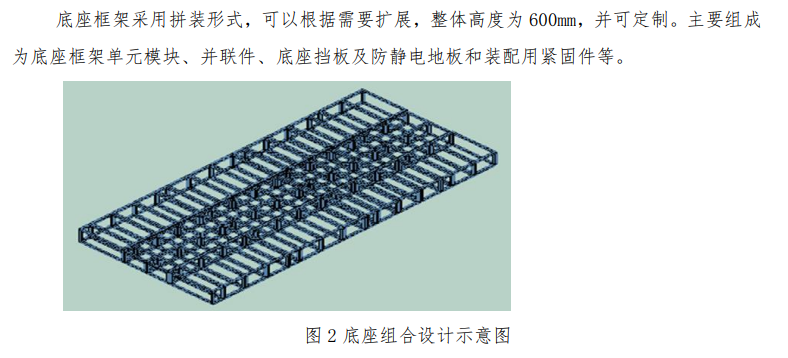 底座框架采用拼装形式，可以根据需要扩展，整体高度为600mm，并可定制。主要组成
为底座框架单元模块、并联件、底座挡板及防静电地板和装配用紧固件等。
图 2 底座组合设计示意图